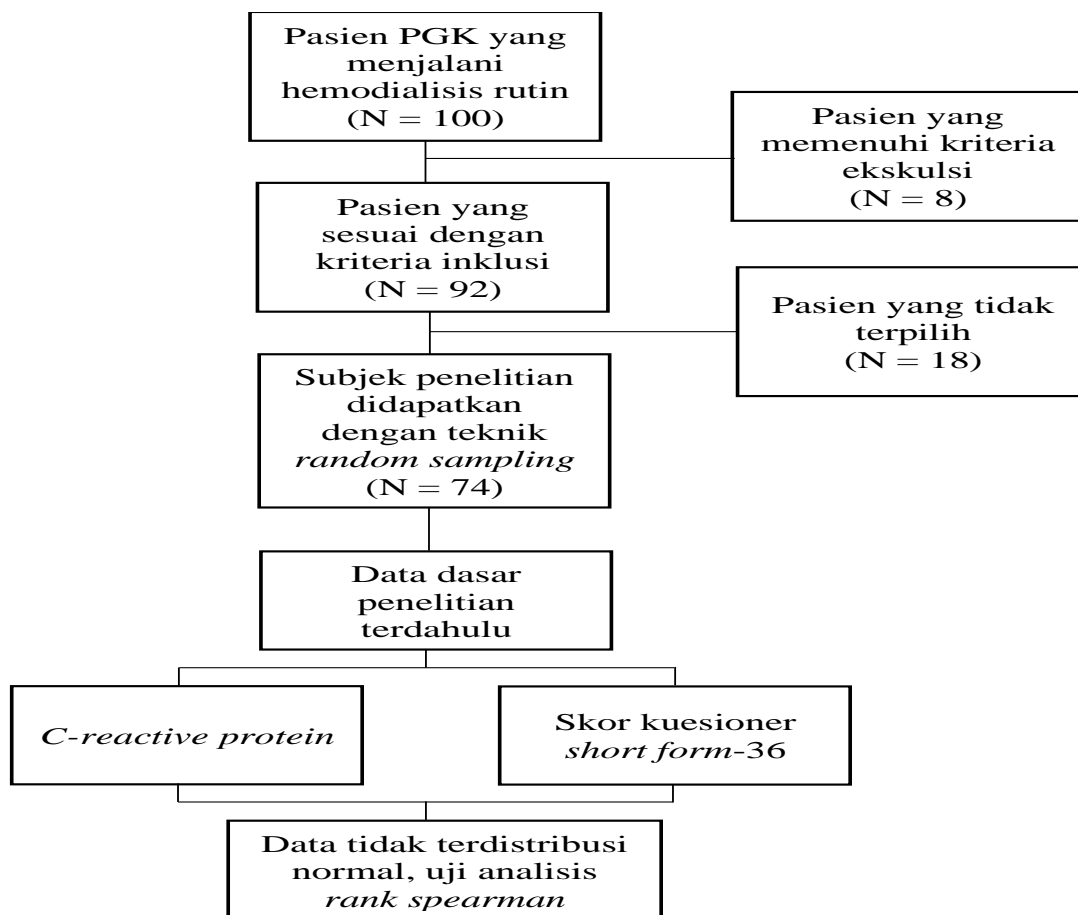 Pasien PGK yang
menjalani
hemodialisis rutin
(N = 100)
Pasien yang
memenuhi kriteria
ekskulsi
(N = 8)
Pasien yang
sesuai dengan
kriteria inklusi
(N = 92)
Pasien yang tidak
terpilih
(N = 18)
Subjek penelitian
didapatkan
dengan teknik
random sampling
(N = 74)
Data dasar
penelitian
terdahulu
C-reactive protein
Skor kuesioner
short form-36
Data tidak terdistribusi
normal, uji analisis
rank spearman